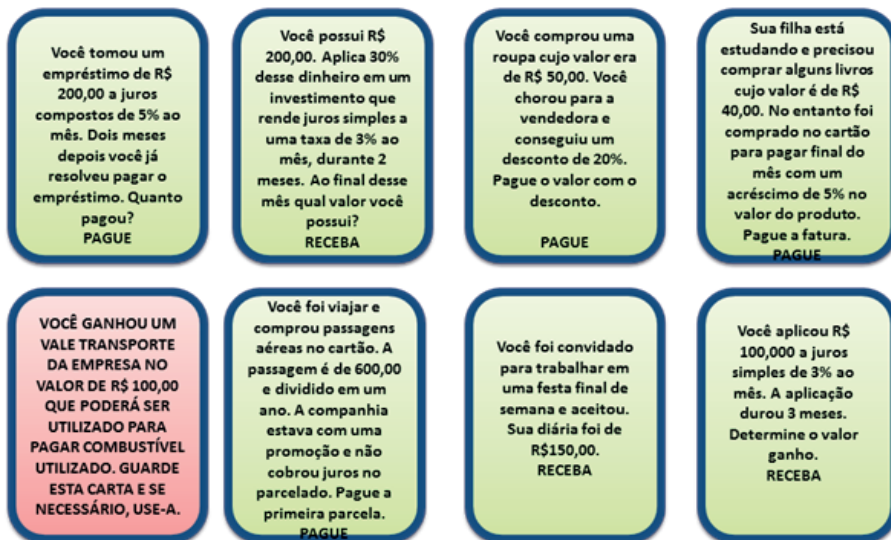 Você tomou um
empréstimo de R$
200,00 a juros
compostos de 5% ao
mês. Dois meses
depois você já
resolveu pagar o
empréstimo. Quanto
pagou?
PAGUE
Você possui R$
200,00. Aplica 30%
desse dinheiro em um
investimento que
rende juros simples a
uma taxa de 3% ao
mês, durante 2
meses. Ao final desse
mês qual valor você
possui?
RECEBA
Você comprou uma
roupa cujo valor era
de R$ 50,00. Você
chorou para a
vendedora e
conseguiu um
desconto de 20%.
Pague o valor com o
desconto.
PAGUE
Sua filha está
estudando e precisou
comprar alguns livros
cujo valor é de R$
40,00. No entanto foi
comprado no cartão
para pagar final do
mês com um
acréscimo de 5% no
valor do produto.
Pague a fatura.
PAGUE
VOCÊ GANHOU UM
VALE TRANSPORTE
DA EMPRESA NO
VALOR DE R$ 100,00
QUE PODERÁ SER
UTILIZADO PARA
PAGAR COMBUSTÍVEL
UTILIZADO. GUARDE
ESTA CARTA E SE
NECESSÁRIO, USE-A.
Você foi viajar e
comprou passagens
aéreas no cartão. A
passagem é de 600,00
e dividido em um
ano. A companhia
estava com uma
promoção e não
cobrou juros no
parcelado. Pague a
primeira parcela.
PAGUE
Você foi convidado
para trabalhar em
uma festa final de
semana e aceitou.
Sua diária foi de
R$150,00.
RECEBA
Você aplicou R$
100,000 a juros
simples de 3% ao
mês. A aplicação
durou 3 meses.
Determine o valor
ganho.
RECEBA